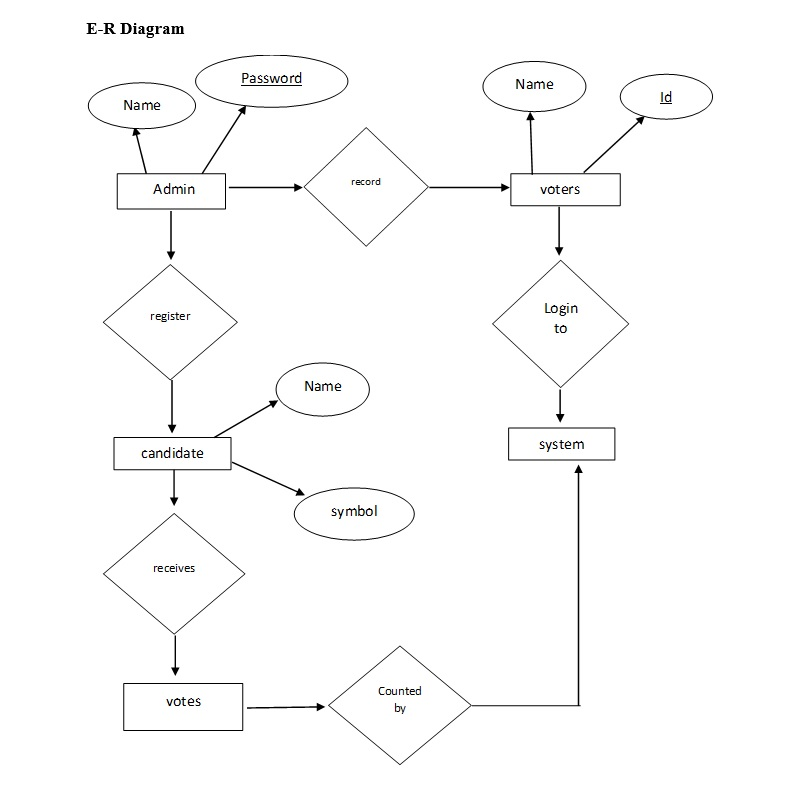 E-R Diagram
Password
Name
Name
Id
Admin
record
voters
register
Login
to
Name
candidate
system
symbol
receives
votes
Counted
by